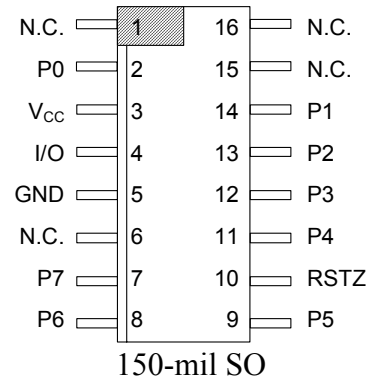 N.C. 1 16 N.C.
P0 2 15 N.C.
VCC 3 14 P1
I/O 4 13 P2
GND 5 12 P3
N.C. 6 11 P4
P7 7 10 RSTZ
P6 8 9 P5
150-mil SO